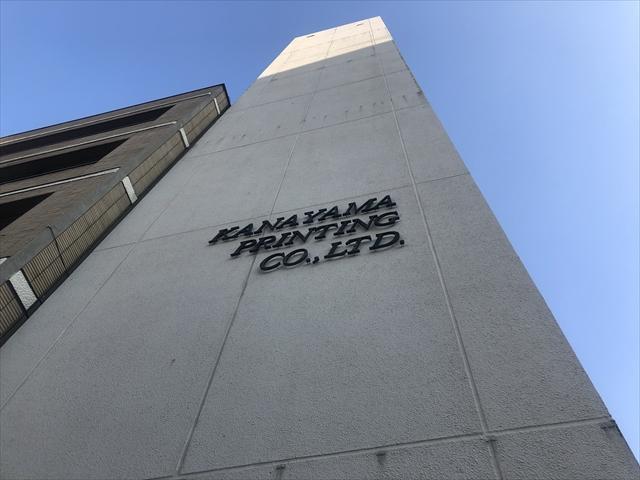 KANAYAMA
PRINTING
CO., LTD.